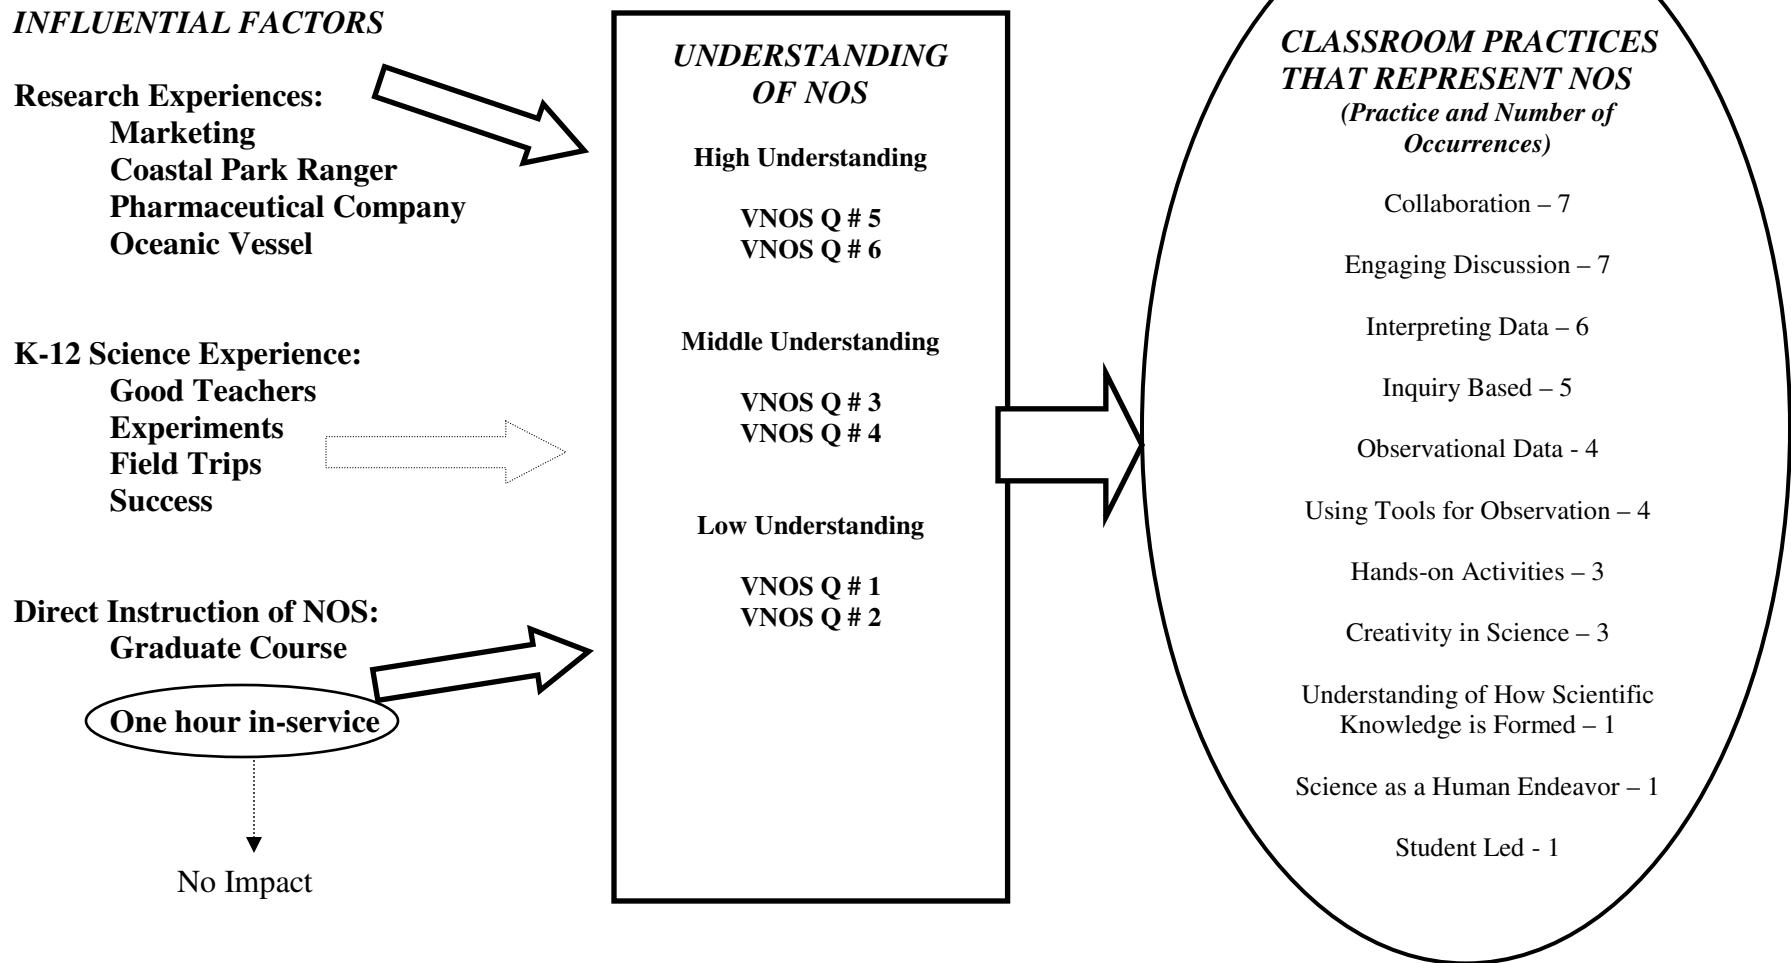 INFLUENTIAL FACTORS
Research Experiences:
Marketing
Coastal Park Ranger
Pharmaceutical Company
Oceanic Vessel
K-12 Science Experience:
Good Teachers
Experiments
Field Trips
Success
Direct Instruction of NOS:
Graduate Course
One hour in-service
No Impact
UNDERSTANDING
OF NOS
High Understanding
VNOS Q # 5
VNOS Q # 6
Middle Understanding
VNOS Q # 3
VNOS Q # 4
Low Understanding
VNOS Q # 1
VNOS Q # 2
CLASSROOM PRACTICES
THAT REPRESENT NOS
(Practice and Number of
Occurrences)
Collaboration – 7
Engaging Discussion – 7
Interpreting Data – 6
Inquiry Based – 5
Observational Data - 4
Using Tools for Observation – 4
Hands-on Activities – 3
Creativity in Science – 3
Understanding of How Scientific
Knowledge is Formed – 1
Science as a Human Endeavor – 1
Student Led - 1